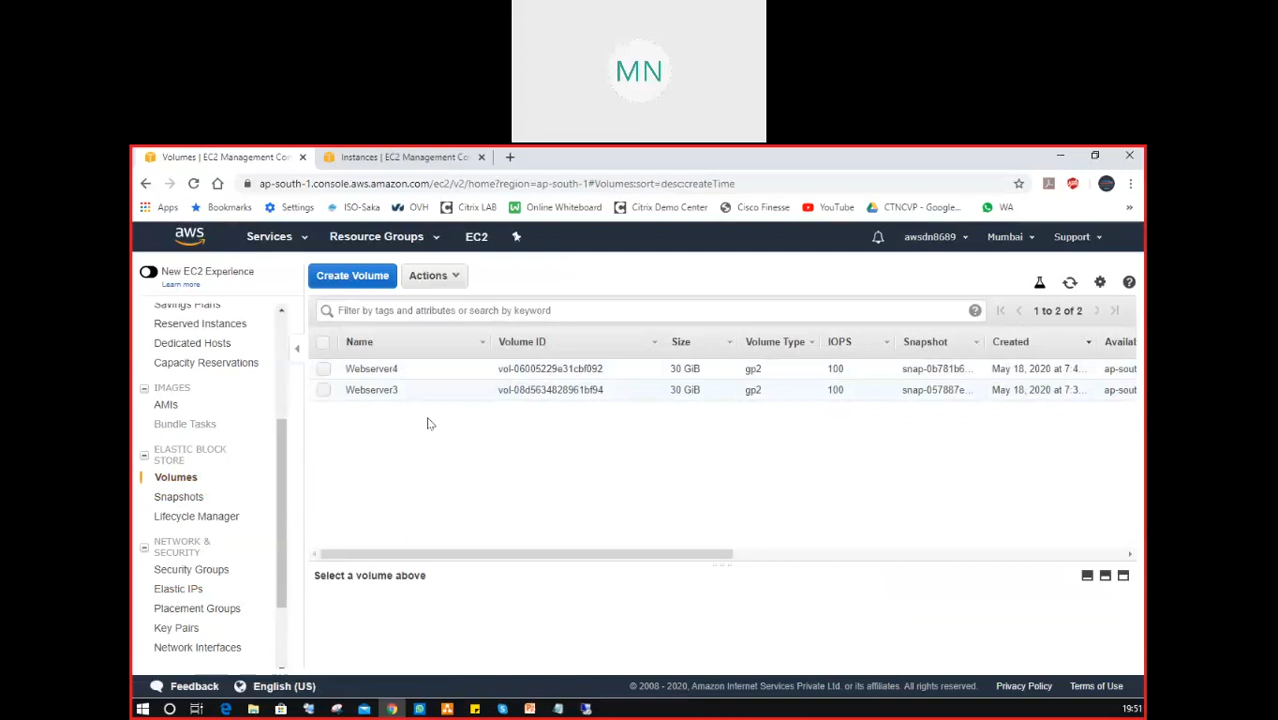 MN
Volumes | EC2 Management Con
Instances | EC2 Management Co
ap-south-1.console.aws.amazon.com/ec2/v2/home?region=ap-south-1#Volumes:sort=desc:createTime
Apps Bookmarks Settings ISO-Saka OVH Citrix LAB Online Whiteboard Citrix Demo Center Cisco Finesse YouTube CTNCVP - Google... WA »
aws Services Resource Groups EC2 awsdn8689 Mumbai Support
New EC2 Experience
Learn more
Savings Plans
Reserved Instances
Dedicated Hosts
Capacity Reservations
IMAGES
AMIs
Bundle Tasks
ELASTIC BLOCK
STORE
Volumes
Snapshots
Lifecycle Manager
NETWORK &
SECURITY
Security Groups
Elastic IPs
Placement Groups
Key Pairs
Network Interfaces
Create Volume Actions
Filter by tags and attributes or search by keyword
1 to 2 of 2
Name Volume ID Size Volume Type IOPS Snapshot Created Availal
Webserver4 vol-06005229e31cbf092 30 GiB gp2 100 snap-0b781b6... May 18, 2020 at 7:4... ap-sout
Webserver3 vol-08d5634828961bf94 30 GiB gp2 100 snap-057887e... May 18, 2020 at 7:3... ap-sout
Select a volume above
Feedback English (US) © 2008 - 2020, Amazon Internet Services Private Ltd. or its affiliates. All rights reserved. Privacy Policy Terms of Use
19:51